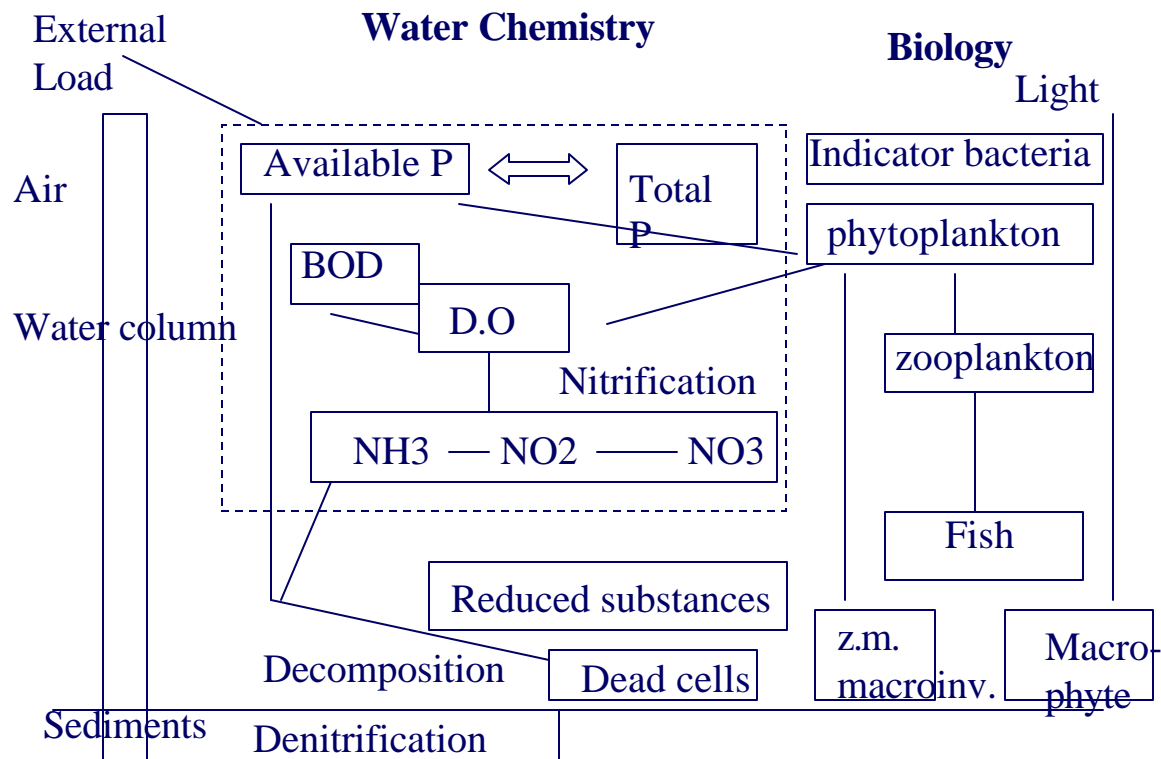 External
Load
Water Chemistry
Biology
Light
Air
Available P
Total
P
Indicator bacteria
phytoplankton
BOD
Water column
D.O
zooplankton
Nitrification
NH3 — NO2 — NO3
Fish
Reduced substances
z.m.
macroinv.
Macro-
phyte
Decomposition
Dead cells
Sediments
Denitrification